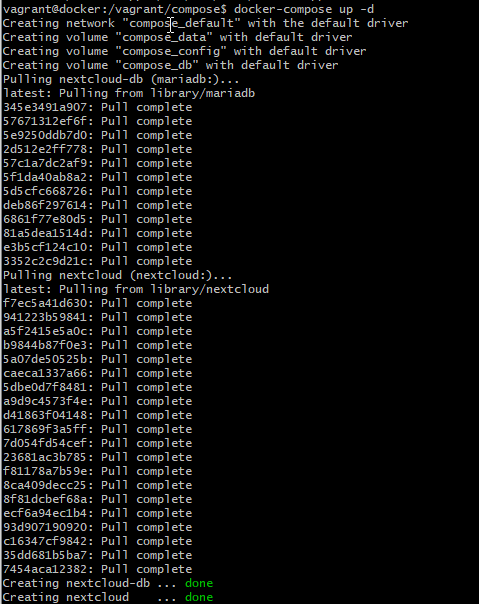 vagrant@docker:/vagrant/compose$ docker-compose up -d
Creating network "compose_default" with the default driver
Creating volume "compose_data" with default driver
Creating volume "compose_config" with default driver
Creating volume "compose_db" with default driver
Pulling nextcloud-db (mariadb:)...
latest: Pulling from library/mariadb
345e3491a907: Pull complete
57671312ef6f: Pull complete
5e9250ddb7d0: Pull complete
2d512e2ff778: Pull complete
57c1a7dc2af9: Pull complete
5f1da40ab8a2: Pull complete
5d5cfc668726: Pull complete
deb86f297614: Pull complete
6861f77e80d5: Pull complete
81a5dea1514d: Pull complete
e3b5cf124c10: Pull complete
3352c2c9d21c: Pull complete
Pulling nextcloud (nextcloud:)...
latest: Pulling from library/nextcloud
f7ec5a41d630: Pull complete
941223b59841: Pull complete
a5f2415e5a0c: Pull complete
b9844b87f0e3: Pull complete
5a07de50525b: Pull complete
caeca1337a66: Pull complete
5dbe0d7f8481: Pull complete
a9d9c4573f4e: Pull complete
d41863f04148: Pull complete
617869f3a5ff: Pull complete
7d054fd54cef: Pull complete
23681ac3b785: Pull complete
f81178a7b59e: Pull complete
8ca409decc25: Pull complete
8f81dcbef68a: Pull complete
ecf6a94ec1b4: Pull complete
93d907190920: Pull complete
c16347cf9842: Pull complete
35dd681b5ba7: Pull complete
7454aca12382: Pull complete
Creating nextcloud-db ... done
Creating nextcloud    ... done